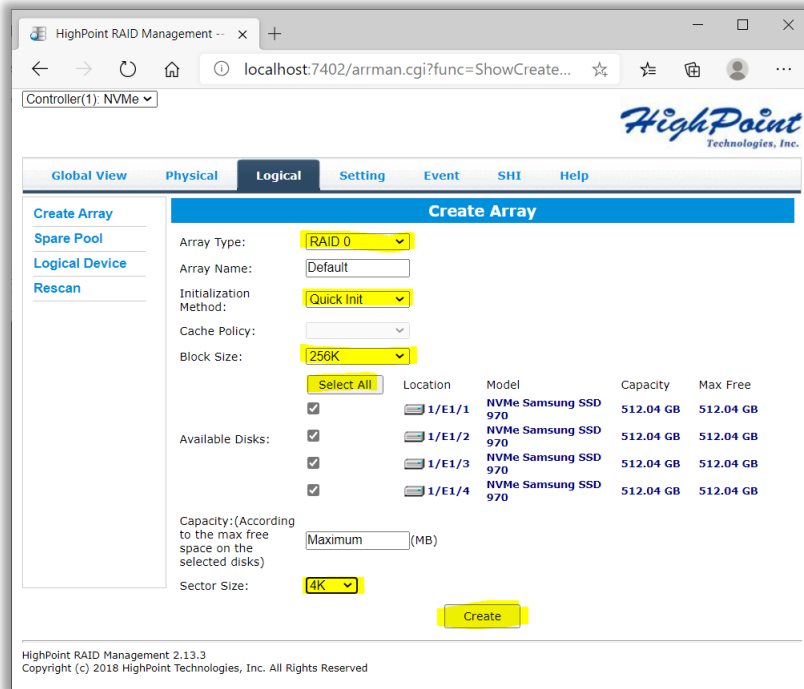 HighPoint RAID Management --
localhost:7402/arrman.cgi?func=ShowCreate...
Controller(1): NVMe
HighPoint
Technologies, Inc.
Global View Physical Logical Setting Event SHI Help
Create Array
Spare Pool
Logical Device
Rescan
Create Array
Array Type: RAID 0
Array Name: Default
Initialization
Method: Quick Init
Cache Policy:
Block Size: 256K
Select All Location Model Capacity Max Free
Available Disks:
1/E1/1 NVMe Samsung SSD 512.04 GB 512.04 GB
970
1/E1/2 NVMe Samsung SSD 512.04 GB 512.04 GB
970
1/E1/3 NVMe Samsung SSD 512.04 GB 512.04 GB
970
1/E1/4 NVMe Samsung SSD 512.04 GB 512.04 GB
970
Capacity:(According
to the max free
space on the
selected disks)
Maximum (MB)
Sector Size: 4K
Create
HighPoint RAID Management 2.13.3
Copyright (c) 2018 HighPoint Technologies, Inc. All Rights Reserved